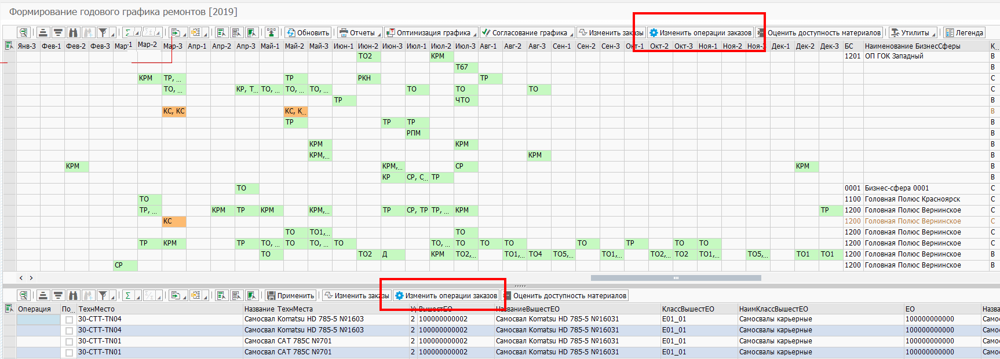 Формирование годового графика ремонтов [2019]
Обновить Отчеты Оптимизация графика Согласование графика Изменить заказы Изменить операции заказов Оценить доступность материалов Утилиты Легенда
Янв-3 Фев-1 Фев-2 Фев-3 Мар-1 Мар-2 Мар-3 Апр-1 Апр-2 Апр-3 Май-1 Май-2 Май-3 Июн-1 Июн-2 Июн-3 Июл-1 Июл-2 Июл-3 Авг-1 Авг-2 Авг-3 Сен-1 Сен-2 Сен-3 Окт-1 Окт-2 Окт-3 Ноя-1 Ноя-2 Ноя-3 Дек-1 Дек-2 Дек-3 БС Наименование БизнесСферы К...
ТО2 КРМ 1201 ОП ГОК Западный В
Т67 В
КРМ ТР, ... ТР РКН ТР С
ТО, ... КР, Т... ТО, ... ТО, ... ТО, ... ТО ТО ТО С
ТР ЧТО В
КС, КС КС, К... В
ТР ТР ТР В
РПМ В
КРМ КРМ В
КРМ,... КРМ В
КРМ КРМ,... СР КРМ В
КР СР, С... ТР В
ТО 0001 Бизнес-сфера 0001 С
ТО 1100 Головная Полюс Красноярск С
ТР, ... КРМ ТР КРМ КРМ,... ТР СР, ТР ТР, ... КРМ ТР 1200 Головная Полюс Вернинское С
КС 1200 Головная Полюс Вернинское С
ТО ТО1,... ТО 1200 Головная Полюс Вернинское С
ТР КРМ ТР ТО, ... ТО ТО, ... ТО ТО, ... ТО ТО ТО ТО ТР ТО ТО 1200 Головная Полюс Вернинское С
ТО ТО2 Д КРМ ТО2,... ТО1,... ТО4 ТО5,... ТО1,... ТО2,... ТО2 ТО1,... ТО5,... ТО1 ТО1 1200 Головная Полюс Вернинское В
СР 1200 Головная Полюс Вернинское В
Применить Изменить заказы Изменить операции заказов Оценить доступность материалов
Операция По... ТехнМесто Название ТехнМеста Ур ВышестЕО НазваниеВышестЕО КлассВышестЕО НаимКлассВышестЕО ЕО Назва
30-СТТ-TN04 Самосвал Komatsu HD 785-5 №1603 2 100000000002 Самосвал Komatsu HD 785-5 №16031 E01_01 Самосвалы карьерные 100000000000 Самос
30-СТТ-TN04 Самосвал Komatsu HD 785-5 №1603 2 100000000002 Самосвал Komatsu HD 785-5 №16031 E01_01 Самосвалы карьерные 100000000000 Самос
30-СТТ-TN01 Самосвал CAT 785C №701 2 100000000002 Самосвал Komatsu HD 785-5 №16031 E01_01 Самосвалы карьерные 100000000000 Самос
30-СТТ-TN01 Самосвал CAT 785C №701 2 100000000002 Самосвал Komatsu HD 785-5 №16031 E01_01 Самосвалы карьерные 100000000000 Самос